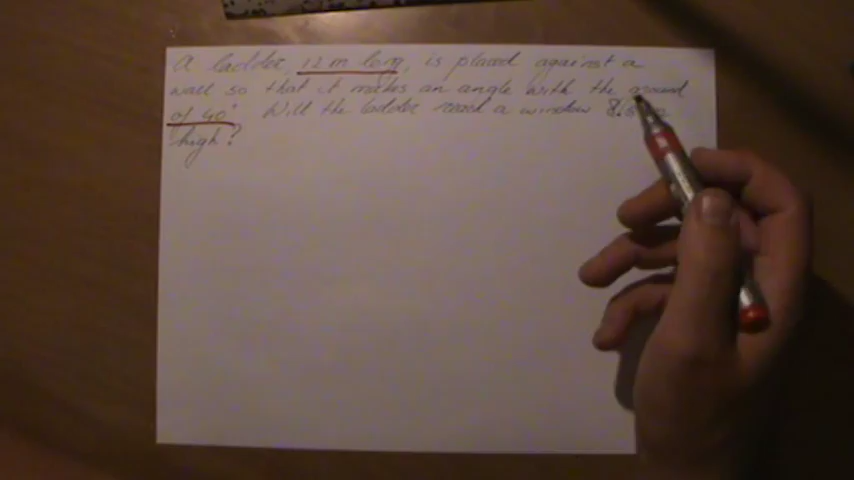 A ladder, 12 m long, is placed against a
wall so that it makes an angle with the ground
of 40° Will the ladder reach a window
high?